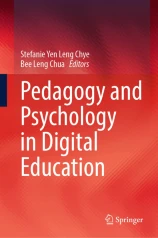 Stefanie Yen Leng Chye
Bee Leng Chua Editors
Pedagogy and
Psychology
in Digital
Education
Springer